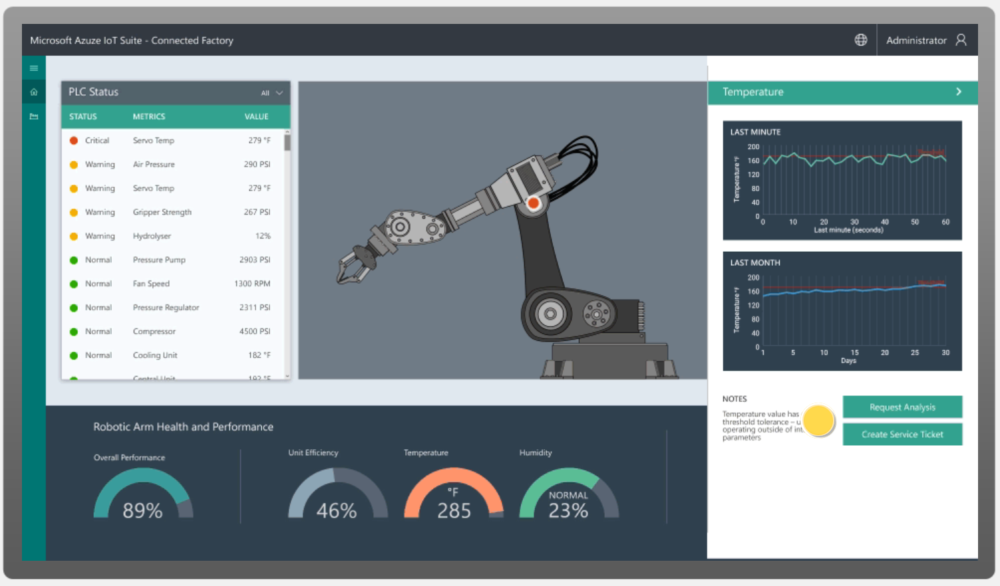 Microsoft Azuze IoT Suite - Connected Factory
Administrator
PLC Status
All
STATUS METRICS VALUE
Critical Servo Temp 279 °F
Warning Air Pressure 290 PSI
Warning Servo Temp 279 °F
Warning Gripper Strength 267 PSI
Warning Hydrolyser 12%
Normal Pressure Pump 2903 PSI
Normal Fan Speed 1300 RPM
Normal Pressure Regulator 2311 PSI
Normal Compressor 4500 PSI
Normal Cooling Unit 182 °F
Central Unit 192 °F
Temperature
LAST MINUTE
Temperature °F
200
160
120
80
40
0
0 10 20 30 40 50 60
Last minute (seconds)
LAST MONTH
Temperature °F
200
160
120
80
40
0
1 5 10 15 20 25 30
Days
NOTES
Temperature value has
threshold tolerance – u
operating outside of int
parameters
Request Analysis
Create Service Ticket
Robotic Arm Health and Performance
Overall Performance
89%
Unit Efficiency
46%
Temperature
°F
285
Humidity
NORMAL
23%